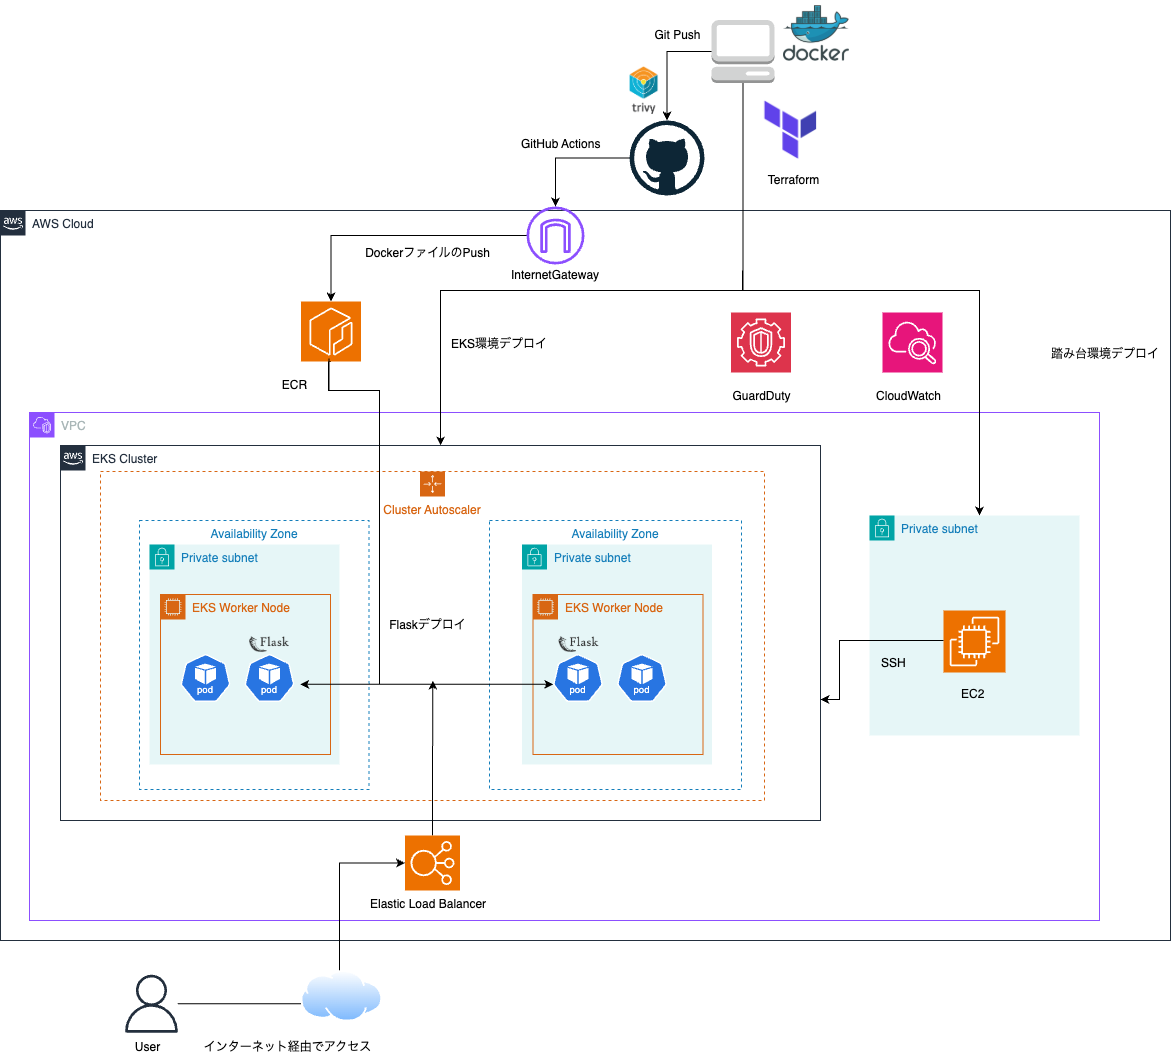 Git Push
docker
trivy
GitHub Actions
Terraform
aws
AWS Cloud
DockerファイルのPush
InternetGateway
EKS環境デプロイ
踏み台環境デプロイ
ECR
GuardDuty
CloudWatch
VPC
aws
EKS Cluster
Cluster Autoscaler
Availability Zone
Availability Zone
Private subnet
Private subnet
Private subnet
EKS Worker Node
EKS Worker Node
Flaskデプロイ
Flask
Flask
pod
pod
pod
pod
SSH
EC2
Elastic Load Balancer
User
インターネット経由でアクセス